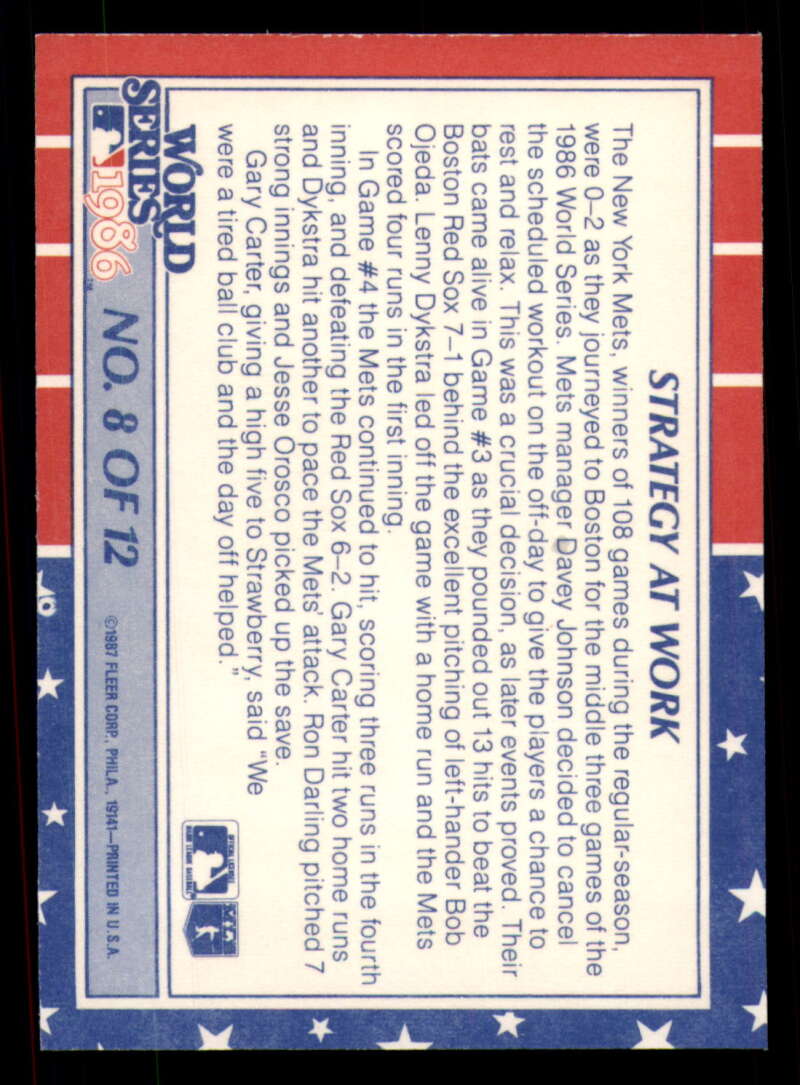 STRATEGY AT WORK
The New York Mets, winners of 108 games during the regular-season,
were 0–2 as they journeyed to Boston for the middle three games of the
1986 World Series. Mets manager Davey Johnson decided to cancel
the scheduled workout on the off-day to give the players a chance to
rest and relax. This was a crucial decision, as later events proved. Their
bats came alive in Game #3 as they pounded out 13 hits to beat the
Boston Red Sox 7–1 behind the excellent pitching of left-hander Bob
Ojeda. Lenny Dykstra led off the game with a home run and the Mets
scored four runs in the first inning.
In Game #4 the Mets continued to hit, scoring three runs in the fourth
inning, and defeating the Red Sox 6–2. Gary Carter hit two home runs
and Dykstra hit another to pace the Mets' attack. Ron Darling pitched 7
strong innings and Jesse Orosco picked up the save.
Gary Carter, giving a high five to Strawberry, said "We
were a tired ball club and the day off helped."
WORLD
SERIES
1986
TM
NO. 8 OF 12
©1987 FLEER CORP., PHILA., 19141—PRINTED IN U.S.A.